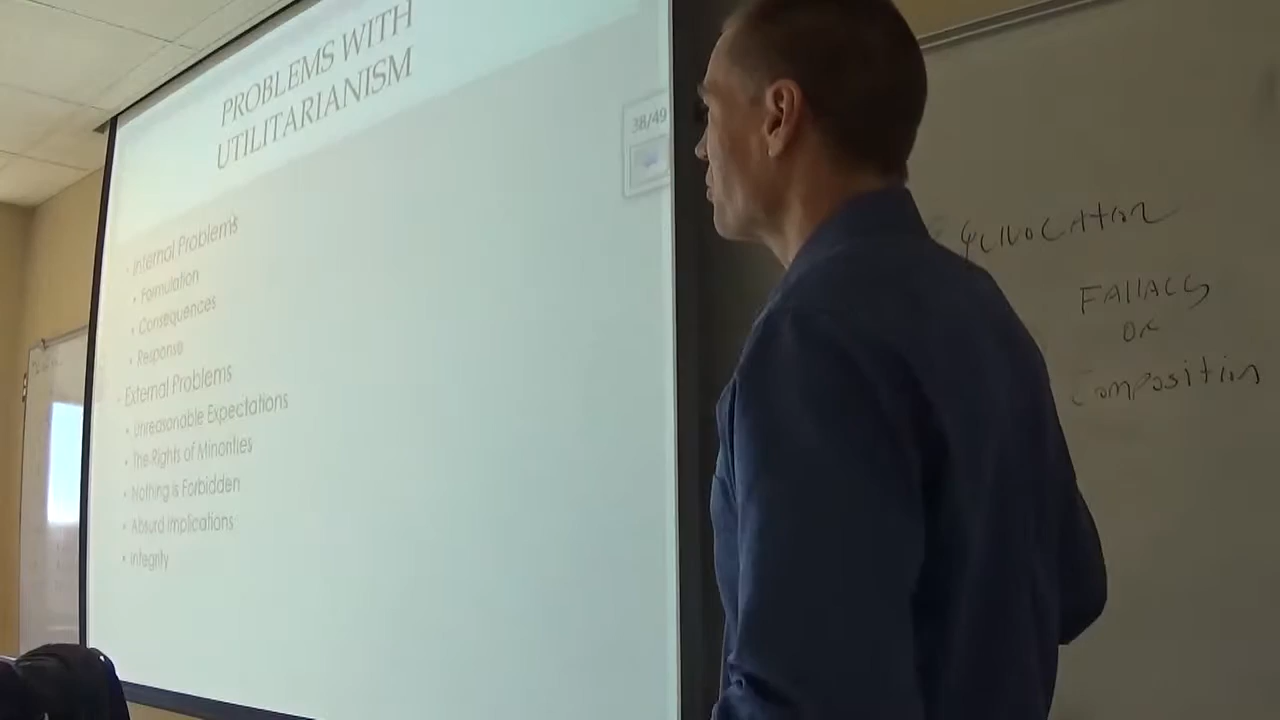 PROBLEMS WITH
UTILITARIANISM
38/49
• Internal Problems
• Formulation
• Consequences
• Response
• External Problems
• Unreasonable Expectations
• The Rights of Minorities
• Nothing is Forbidden
• Absurd Implications
• Integrity
FALLACY
OF
Composition